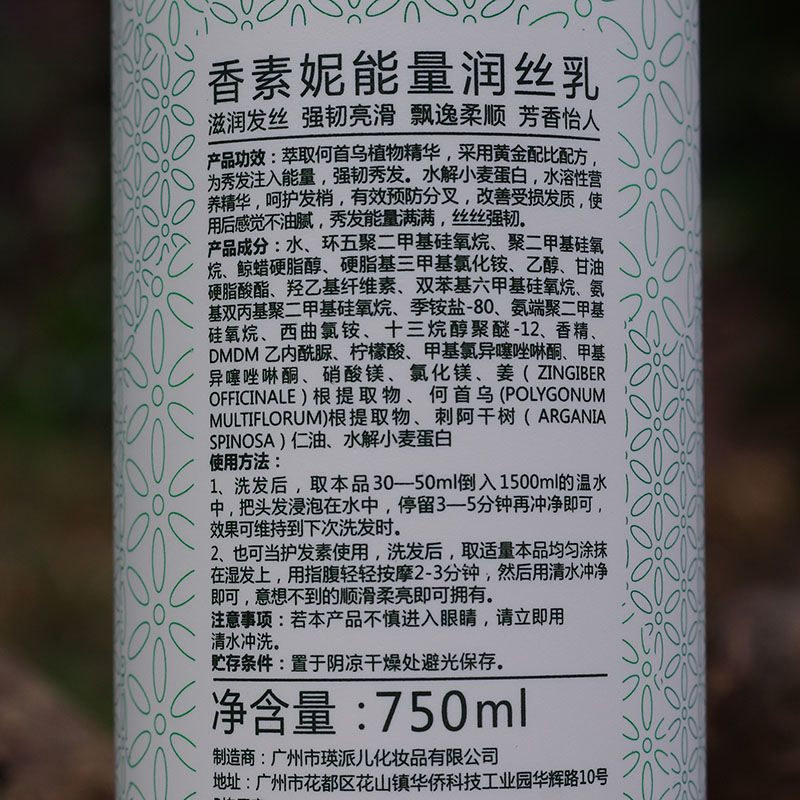 香素妮能量润丝乳
滋润发丝 强韧亮滑 飘逸柔顺 芳香怡人
产品功效：萃取何首乌植物精华，采用黄金配比配方，
为秀发注入能量，强韧秀发。水解小麦蛋白，水溶性营
养精华，呵护发梢，有效预防分叉，改善受损发质，使
用后感觉不油腻，秀发能量满满，丝丝强韧。
产品成分：水、环五聚二甲基硅氧烷、聚二甲基硅氧
烷、鲸蜡硬脂醇、硬脂基三甲基氯化铵、乙醇、甘油
硬脂酸酯、羟乙基纤维素、双苯基六甲基硅氧烷、氨
基双丙基聚二甲基硅氧烷、季铵盐-80、氨端聚二甲基
硅氧烷、西曲氯铵、十三烷醇聚醚-12、香精、
DMDM 乙内酰脲、柠檬酸、甲基氯异噻唑啉酮、甲基
异噻唑啉酮、硝酸镁、氯化镁、姜（ZINGIBER
OFFICINALE）根提取物、何首乌(POLYGONUM
MULTIFLORUM)根提取物、刺阿干树（ARGANIA
SPINOSA）仁油、水解小麦蛋白
使用方法：
1、洗发后，取本品30—50ml倒入1500ml的温水
中，把头发浸泡在水中，停留3—5分钟再冲净即可，
效果可维持到下次洗发时。
2、也可当护发素使用，洗发后，取适量本品均匀涂抹
在湿发上，用指腹轻轻按摩2-3分钟，然后用清水冲净
即可，意想不到的顺滑柔亮即可拥有。
注意事项：若本产品不慎进入眼睛，请立即用
清水冲洗。
贮存条件：置于阴凉干燥处避光保存。
净含量：750ml
制造商：广州市瑛派儿化妆品有限公司
地址：广州市花都区花山镇华侨科技工业园华辉路10号